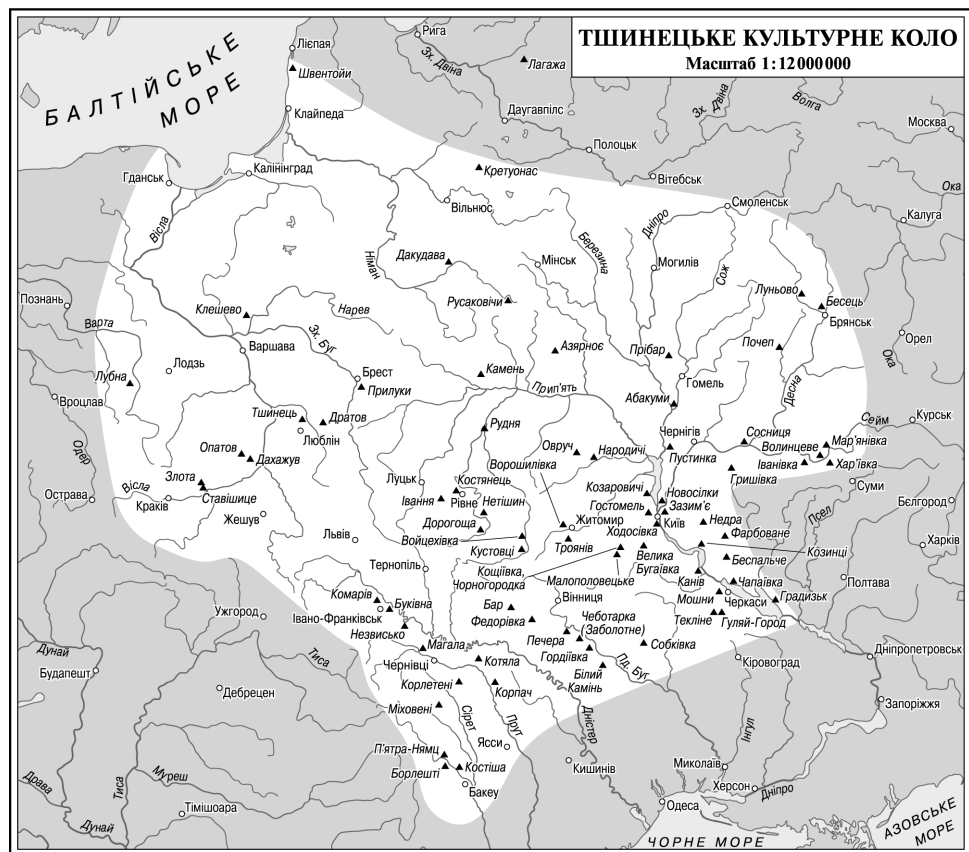 ТШИНЕЦЬКЕ КУЛЬТУРНЕ КОЛО
Масштаб 1:12 000 000
БАЛТІЙСЬКЕ
МОРЕ
Лієпая
Швентойи
Клайпеда
Рига
Зх. Двіна
Лагажа
Даугавпілс
Полоцьк
Зх. Двіна
Волга
Москва
Гданськ
Калінінград
Кретуонас
Вітебськ
Ока
Смоленськ
Калуга
Вісла
Вільнюс
Дніпро
Німан
Дакудава
Мінськ
Березина
Могилів
Сож
Познань
Клешево
Нарев
Русаковічи
Луньово
Бесець
Брянськ
Варта
Варшава
Зх. Буг
Азярноє
Прібар
Почеп
Орел
Ока
Лодзь
Лубна
Брест
Прилуки
Камень
Прип'ять
Гомель
Десна
Вроцлав
Абакуми
Тшинець
Дратов
Люблін
Рудня
Сейм
Курськ
Одер
Опатов
Дахажув
Овруч
Народичі
Чернігів
Пустинка
Сосниця
Волинцеве
Мар'янівка
Іванівка
Хар'ївка
Ворошилівка
Гришівка
Злота
Вісла
Ставішице
Острава
Краків
Жешув
Луцьк
Костянець
Івання
Рівне
Нетішин
Козаровичі
Новосілки
Гостомель
Зазим'є
Суми
Псел
Бєлгород
Дорогоща
Житомир
Ходосівка
Київ
Недра
Львів
Войцехівка
Троянів
Фарбоване
Харків
Кустовці
Велика
Бугаївка
Козинці
Тернопіль
Кощіївка,
Чорногородка
Малополовецьке
Беспальче
Канів
Чапаївка
Полтава
Комарів
Буківна
Вінниця
Мошни
Черкаси
Градизьк
Ужгород
Івано-Франківськ
Бар
Федорівка
Чеботарка
(Заболотне)
Текліне
Гуляй-Город
Незвисько
Печера
Собківка
Дунай
Тиса
Магала
Гордіївка
Пд. Буг
Дніпропетровськ
Будапешт
Чернівці
Котяла
Білий
Камінь
Кіровоград
Дебрецен
Корлетені
Корпач
Запоріжжя
Міховені
Сірет
Прут
Дністер
Інгул
Ясси
П'ятра-Нямц
Борлешті
Костіша
Кишинів
Миколаїв
Драва
Тиса
Муреш
Бакеу
Херсон
Дніпро
Тімішоара
Одеса
Дунай
ЧОРНЕ МОРЕ
АЗОВСЬКЕ
МОРЕ